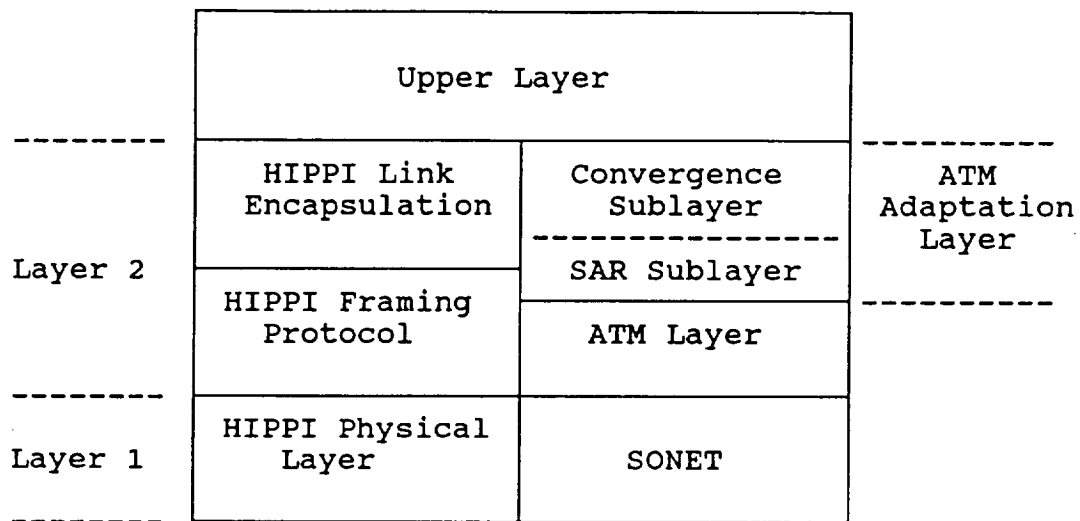 Upper Layer
HIPPI Link
Encapsulation
Convergence
Sublayer
ATM
Adaptation
Layer
Layer 2
SAR Sublayer
HIPPI Framing
Protocol
ATM Layer
HIPPI Physical
Layer
Layer 1
SONET